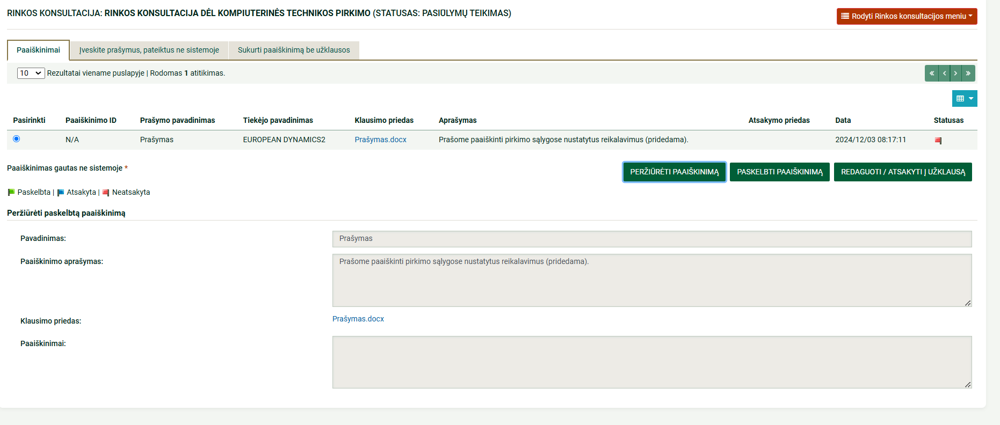 RINKOS KONSULTACIJA: RINKOS KONSULTACIJA DĖL KOMPIUTERINĖS TECHNIKOS PIRKIMO (STATUSAS: PASIŪLYMŲ TEIKIMAS)
Rodyti Rinkos konsultacijos meniu
Paaiškinimai
Įveskite prašymus, pateiktus ne sistemoje
Sukurti paaiškinimą be užklausos
10 Rezultatai viename puslapyje | Rodomas 1 atitikimas.
« ‹ › »
Pasirinkti Paaiškinimo ID Prašymo pavadinimas Tiekėjo pavadinimas Klausimo priedas Aprašymas Atsakymo priedas Data Statusas
N/A Prašymas EUROPEAN DYNAMICS2 Prašymas.docx Prašome paaiškinti pirkimo sąlygose nustatytus reikalavimus (pridedama). 2024/12/03 08:17:11
Paaiškinimas gautas ne sistemoje *
PERŽIŪRĖTI PAAIŠKINIMĄ
PASKELBTI PAAIŠKINIMĄ
REDAGUOTI / ATSAKYTI Į UŽKLAUSĄ
Paskelbta | Atsakyta | Neatsakyta
Peržiūrėti paskelbtą paaiškinimą
Pavadinimas: Prašymas
Paaiškinimo aprašymas: Prašome paaiškinti pirkimo sąlygose nustatytus reikalavimus (pridedama).
Klausimo priedas: Prašymas.docx
Paaiškinimai: